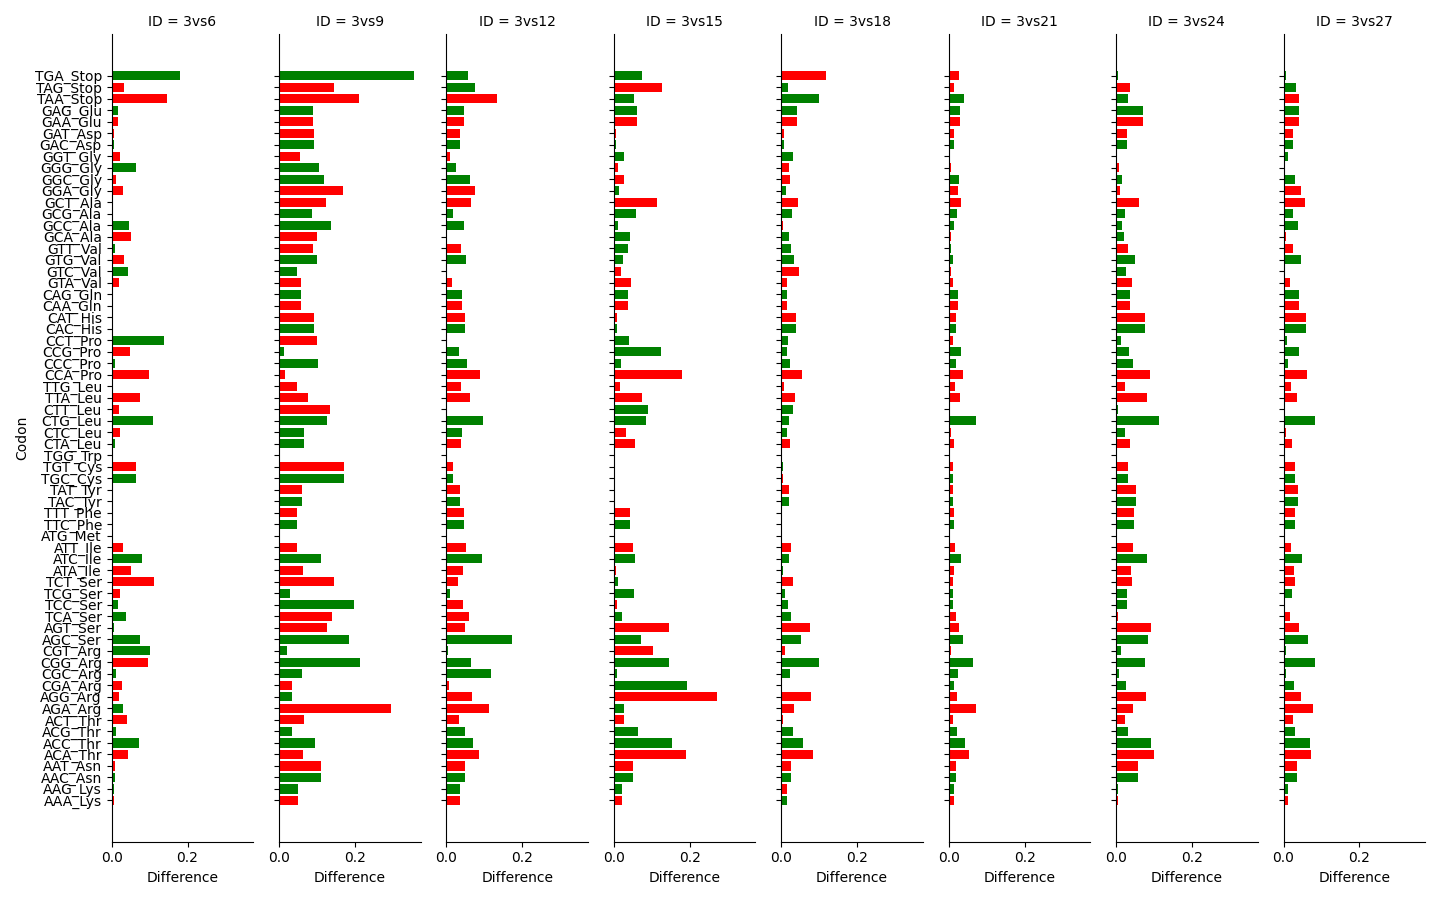 ID = 3vs6 ID = 3vs9 ID = 3vs12 ID = 3vs15 ID = 3vs18 ID = 3vs21 ID = 3vs24 ID = 3vs27
Codon
TGA_Stop
TAG_Stop
TAA_Stop
GAG_Glu
GAA_Glu
GAT_Asp
GAC_Asp
GGT_Gly
GGG_Gly
GGC_Gly
GGA_Gly
GCT_Ala
GCG_Ala
GCC_Ala
GCA_Ala
GTT_Val
GTG_Val
GTC_Val
GTA_Val
CAG_Gln
CAA_Gln
CAT_His
CAC_His
CCT_Pro
CCG_Pro
CCC_Pro
CCA_Pro
TTG_Leu
TTA_Leu
CTT_Leu
CTG_Leu
CTC_Leu
CTA_Leu
TGG_Trp
TGT_Cys
TGC_Cys
TAT_Tyr
TAC_Tyr
TTT_Phe
TTC_Phe
ATG_Met
ATT_Ile
ATC_Ile
ATA_Ile
TCT_Ser
TCG_Ser
TCC_Ser
TCA_Ser
AGT_Ser
AGC_Ser
CGT_Arg
CGG_Arg
CGC_Arg
CGA_Arg
AGG_Arg
AGA_Arg
ACT_Thr
ACG_Thr
ACC_Thr
ACA_Thr
AAT_Asn
AAC_Asn
AAG_Lys
AAA_Lys
0.0 0.2 0.0 0.2 0.0 0.2 0.0 0.2 0.0 0.2 0.0 0.2 0.0 0.2 0.0 0.2
Difference Difference Difference Difference Difference Difference Difference Difference